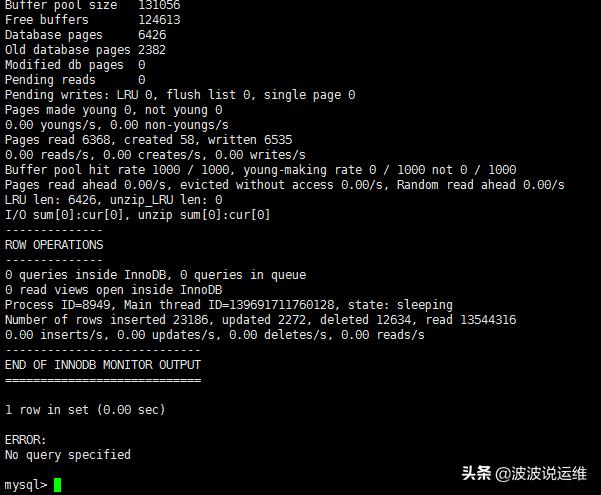 Buffer pool size   131056
Free buffers       124613
Database pages     6426
Old database pages 2382
Modified db pages  0
Pending reads      0
Pending writes: LRU 0, flush list 0, single page 0
Pages made young 0, not young 0
0.00 youngs/s, 0.00 non-youngs/s
Pages read 6368, created 58, written 6535
0.00 reads/s, 0.00 creates/s, 0.00 writes/s
Buffer pool hit rate 1000 / 1000, young-making rate 0 / 1000 not 0 / 1000
Pages read ahead 0.00/s, evicted without access 0.00/s, Random read ahead 0.00/s
LRU len: 6426, unzip_LRU len: 0
I/O sum[0]:cur[0], unzip sum[0]:cur[0]
--------------
ROW OPERATIONS
--------------
0 queries inside InnoDB, 0 queries in queue
0 read views open inside InnoDB
Process ID=8949, Main thread ID=139691711760128, state: sleeping
Number of rows inserted 23186, updated 2272, deleted 12634, read 13544316
0.00 inserts/s, 0.00 updates/s, 0.00 deletes/s, 0.00 reads/s
----------------------------
END OF INNODB MONITOR OUTPUT
============================
1 row in set (0.00 sec)
ERROR:
No query specified
mysql>
头条 @波波说运维